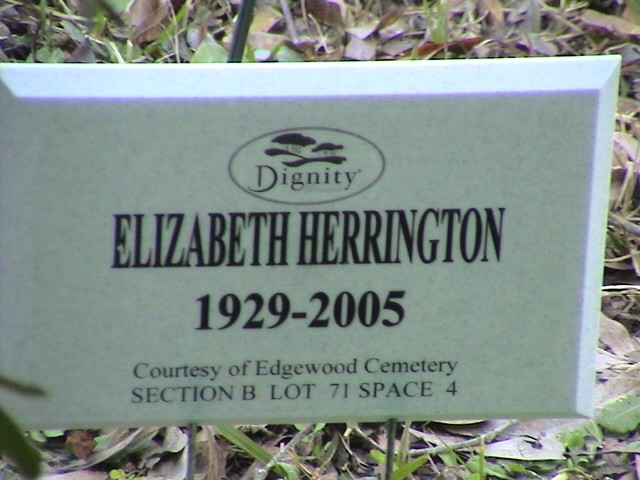 Dignity
ELIZABETH HERRINGTON
1929-2005
Courtesy of Edgewood Cemetery
SECTION B LOT 71 SPACE 4